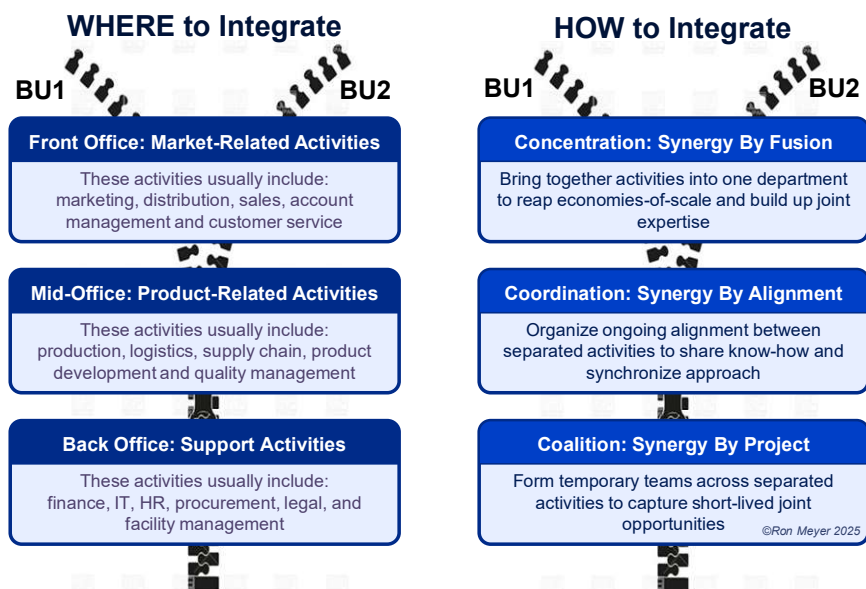 WHERE to Integrate
BU1
BU2
Front Office: Market-Related Activities
These activities usually include:
marketing, distribution, sales, account
management and customer service
Mid-Office: Product-Related Activities
These activities usually include:
production, logistics, supply chain, product
development and quality management
Back Office: Support Activities
These activities usually include:
finance, IT, HR, procurement, legal, and
facility management
HOW to Integrate
BU1
BU2
Concentration: Synergy By Fusion
Bring together activities into one department
to reap economies-of-scale and build up joint
expertise
Coordination: Synergy By Alignment
Organize ongoing alignment between
separated activities to share know-how and
synchronize approach
Coalition: Synergy By Project
Form temporary teams across separated
activities to capture short-lived joint
opportunities
©Ron Meyer 2025